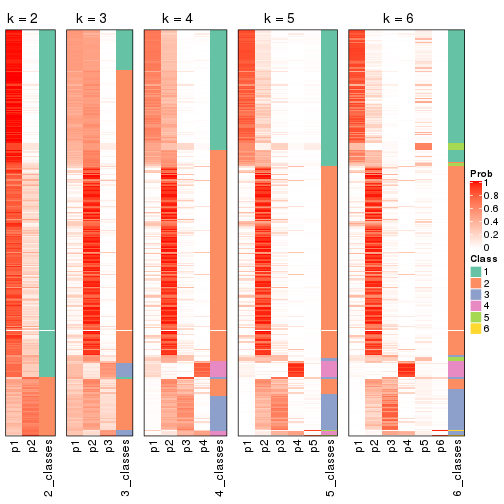 k = 2
k = 3
k = 4
k = 5
k = 6
p1
p2
2_classes
p1
p2
p3
3_classes
p1
p2
p3
p4
4_classes
p1
p2
p3
p4
p5
5_classes
p1
p2
p3
p4
p5
p6
6_classes
Prob
1
0.8
0.6
0.4
0.2
0
Class
1
2
3
4
5
6